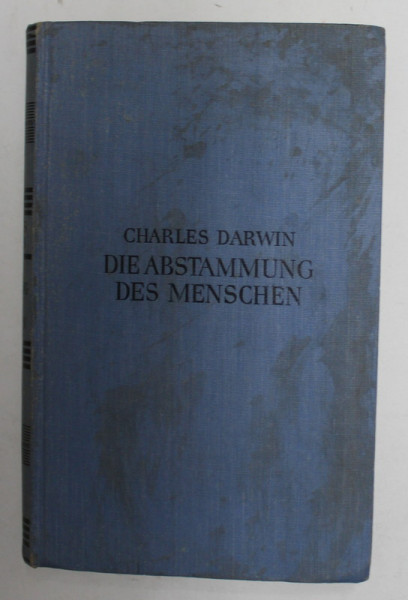 CHARLES DARWIN
DIE ABSTAMMUNG
DES MENSCHEN